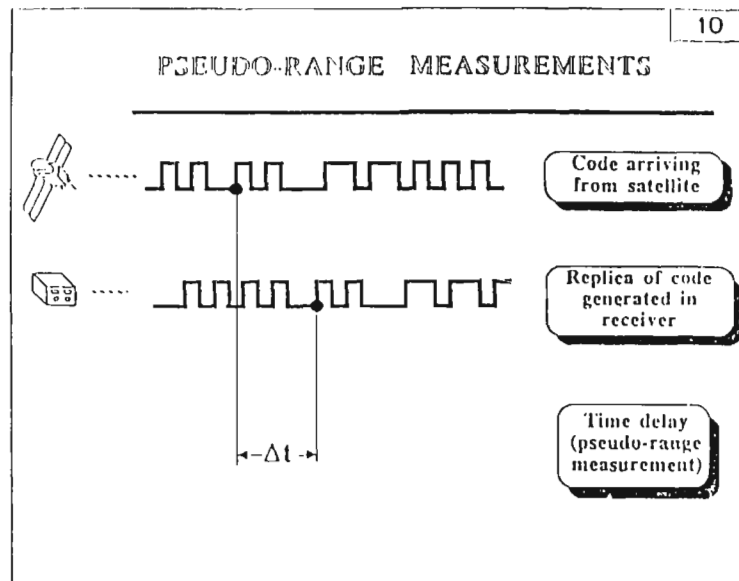 10
PSEUDO-RANGE MEASUREMENTS
Code arriving
from satellite
Replica of code
generated in
receiver
Δt
Time delay
(pseudo-range
measurement)